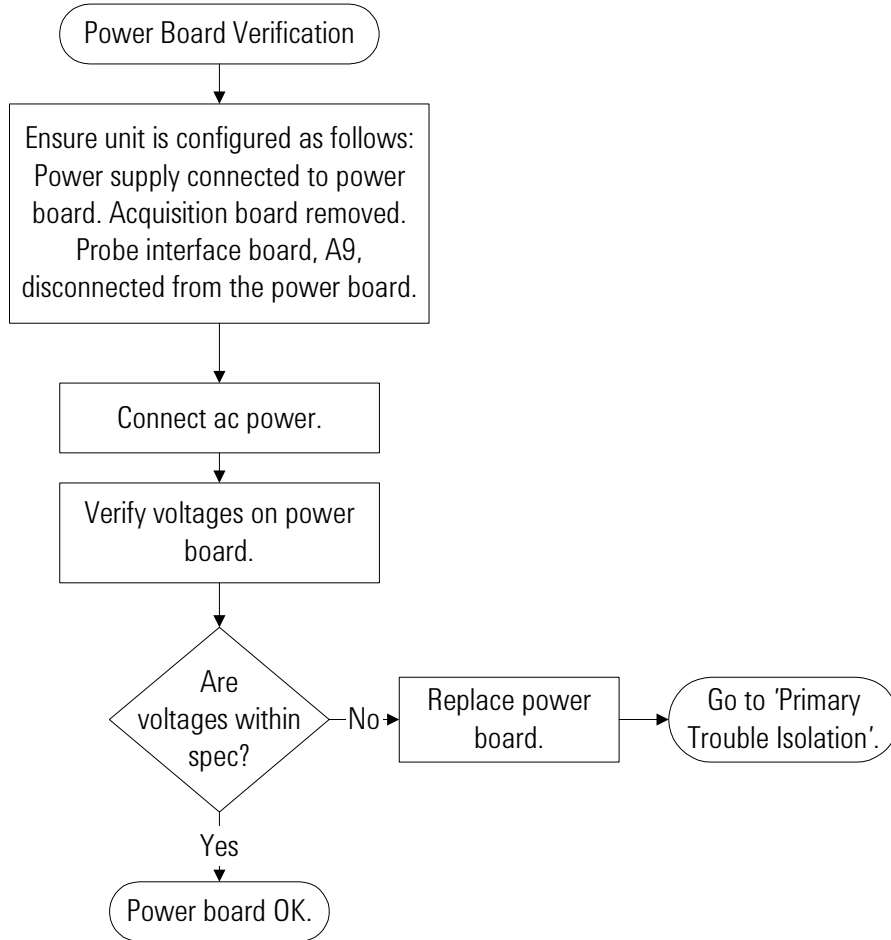 Power Board Verification
Ensure unit is configured as follows:
Power supply connected to power
board. Acquisition board removed.
Probe interface board, A9,
disconnected from the power board.
Connect ac power.
Verify voltages on power
board.
Are
voltages within
spec?
No
Replace power
board.
Go to 'Primary
Trouble Isolation'.
Yes
Power board OK.